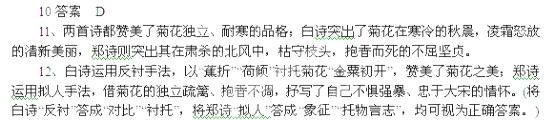 10 答案　D
11、两首诗都赞美了菊花独立、耐寒的品格；白诗突出了菊花在寒冷的秋晨，凌霜怒放
的清新美丽，郑诗则突出其在肃杀的北风中，枯守枝头，抱香而死的不屈坚贞。
12、白诗运用反衬手法，以“蕉折”“荷倾”衬托菊花“金粟初开”，赞美了菊花之美；郑诗
运用拟人手法，借菊花的独立疏篱、抱香不凋，抒写了自己不惧强暴、忠于大宋的情怀。（将
白诗“反衬”答成“对比”“衬托”，将郑诗“拟人”答成“象征”“托物言志”，均可视为正确答案。）